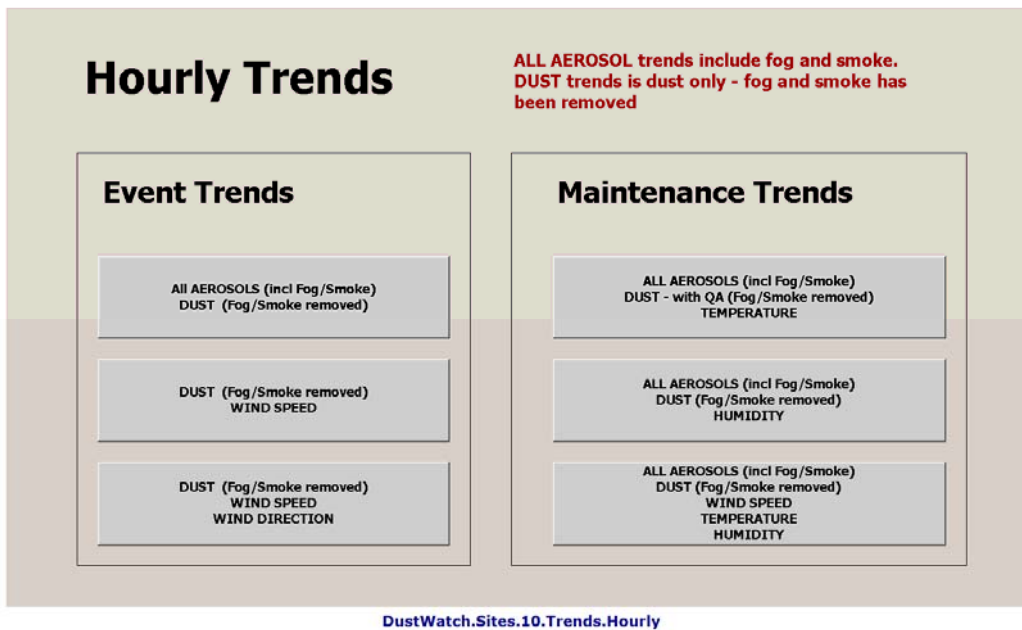 Hourly Trends
ALL AEROSOL trends include fog and smoke.
DUST trends is dust only - fog and smoke has
been removed
Event Trends
All AEROSOLS (incl Fog/Smoke)
DUST (Fog/Smoke removed)
DUST (Fog/Smoke removed)
WIND SPEED
DUST (Fog/Smoke removed)
WIND SPEED
WIND DIRECTION
Maintenance Trends
ALL AEROSOLS (incl Fog/Smoke)
DUST - with QA (Fog/Smoke removed)
TEMPERATURE
ALL AEROSOLS (incl Fog/Smoke)
DUST (Fog/Smoke removed)
HUMIDITY
ALL AEROSOLS (incl Fog/Smoke)
DUST (Fog/Smoke removed)
WIND SPEED
TEMPERATURE
HUMIDITY
DustWatch.Sites.10.Trends.Hourly